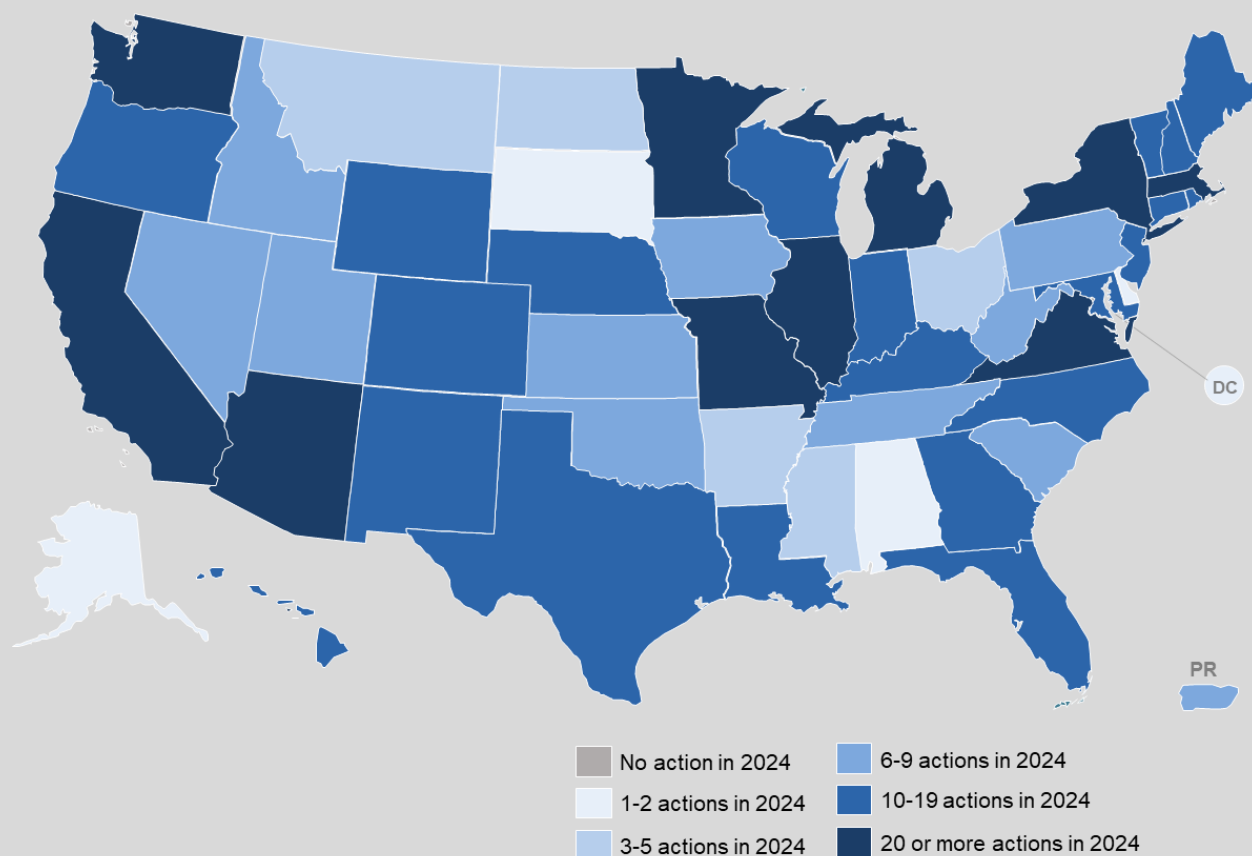 DC
PR
No action in 2024
1-2 actions in 2024
3-5 actions in 2024
6-9 actions in 2024
10-19 actions in 2024
20 or more actions in 2024